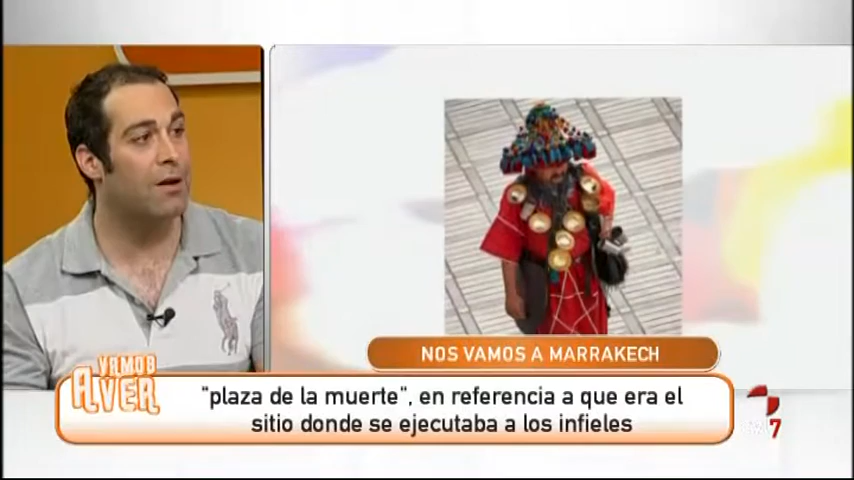 NOS VAMOS A MARRAKECH
VAMOS
A VER
"plaza de la muerte", en referencia a que era el
sitio donde se ejecutaba a los infieles
7